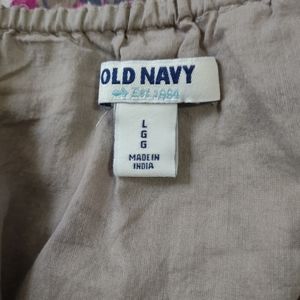 OLD NAVY
Est. 1994
L
G
G
MADE IN
INDIA